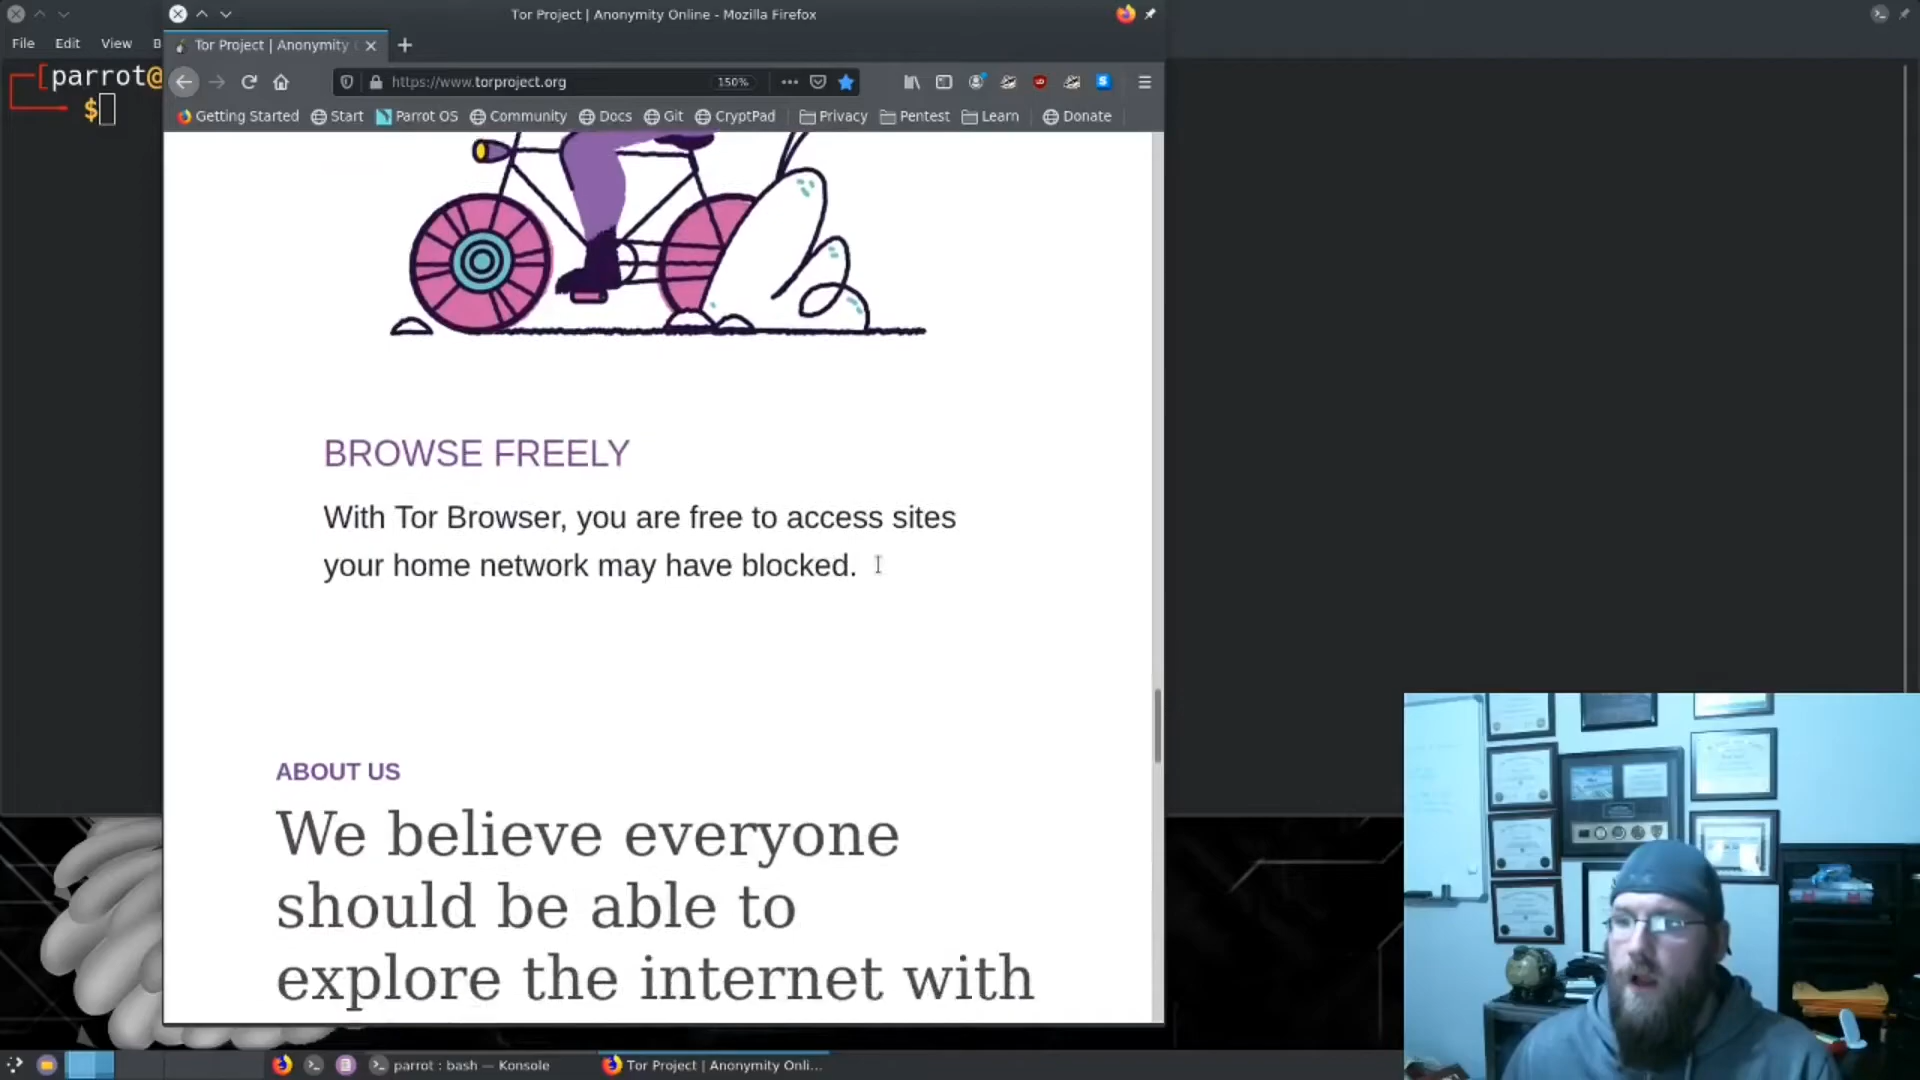 Tor Project | Anonymity Online - Mozilla Firefox
File Edit View B
Tor Project | Anonymity
[parrot@
$
https://www.torproject.org 150%
Getting Started Start Parrot OS Community Docs Git CryptPad Privacy Pentest Learn Donate
BROWSE FREELY
With Tor Browser, you are free to access sites
your home network may have blocked.
ABOUT US
We believe everyone
should be able to
explore the internet with
parrot : bash — Konsole
Tor Project | Anonymity Onli...